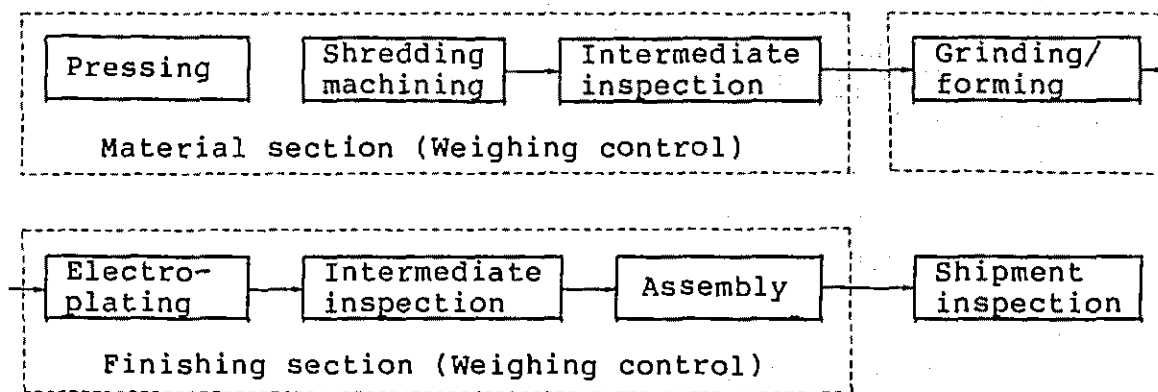 Pressing
Shredding
machining
Intermediate
inspection
Grinding/
forming
Material section (Weighing control)
Electro-
plating
Intermediate
inspection
Assembly
Shipment
inspection
Finishing section (Weighing control)